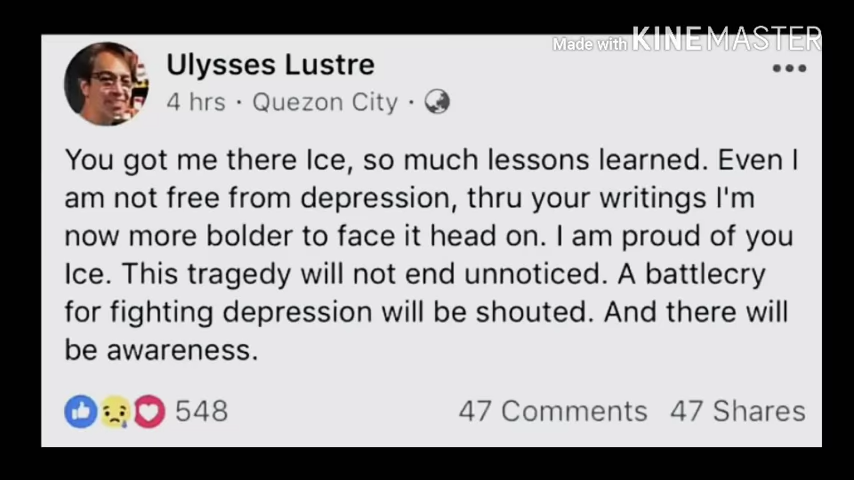 Made with KINEMASTER
Ulysses Lustre
4 hrs · Quezon City ·
You got me there Ice, so much lessons learned. Even I
am not free from depression, thru your writings I'm
now more bolder to face it head on. I am proud of you
Ice. This tragedy will not end unnoticed. A battlecry
for fighting depression will be shouted. And there will
be awareness.
548 47 Comments 47 Shares